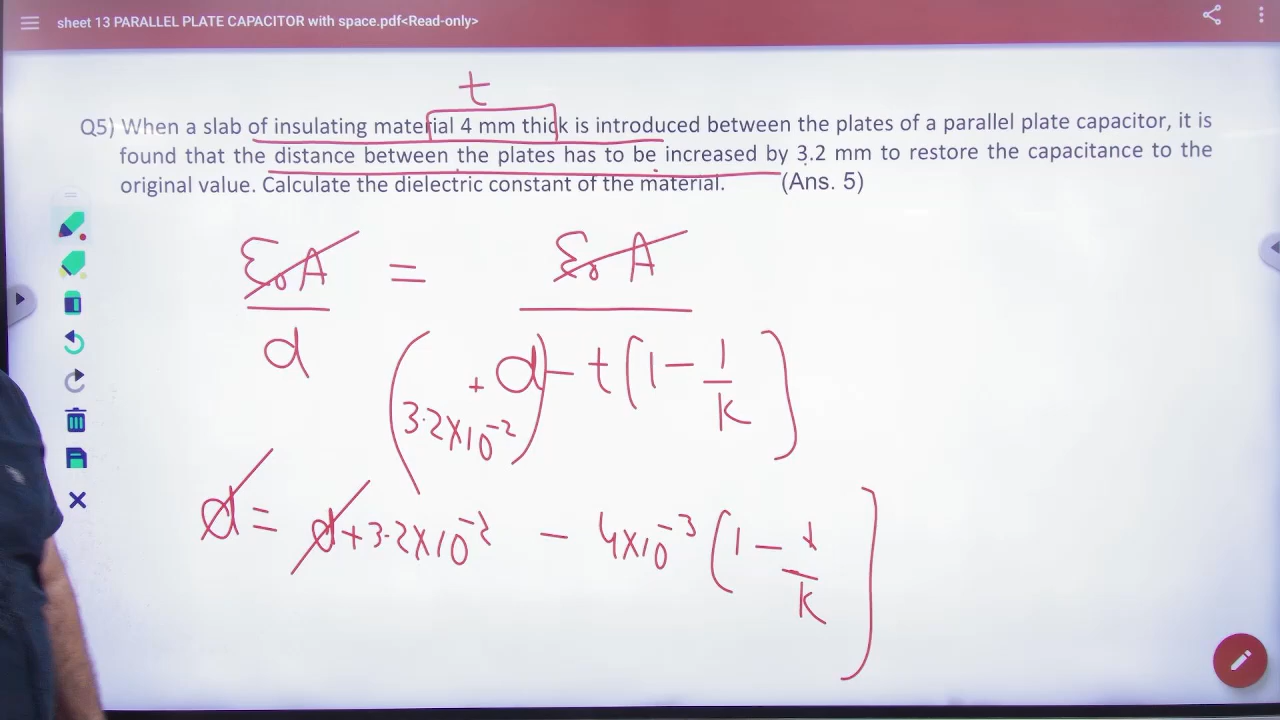 sheet 13 PARALLEL PLATE CAPACITOR with space.pdf<Read-only>
t
Q5) When a slab of insulating material 4 mm thick is introduced between the plates of a parallel plate capacitor, it is
found that the distance between the plates has to be increased by 3.2 mm to restore the capacitance to the
original value. Calculate the dielectric constant of the material. (Ans. 5)
ε₀A = ε₀A
d (d + 3.2×10⁻²) - t(1 - 1/k)
d = d + 3.2×10⁻² - 4×10⁻³ (1 - 1/k)